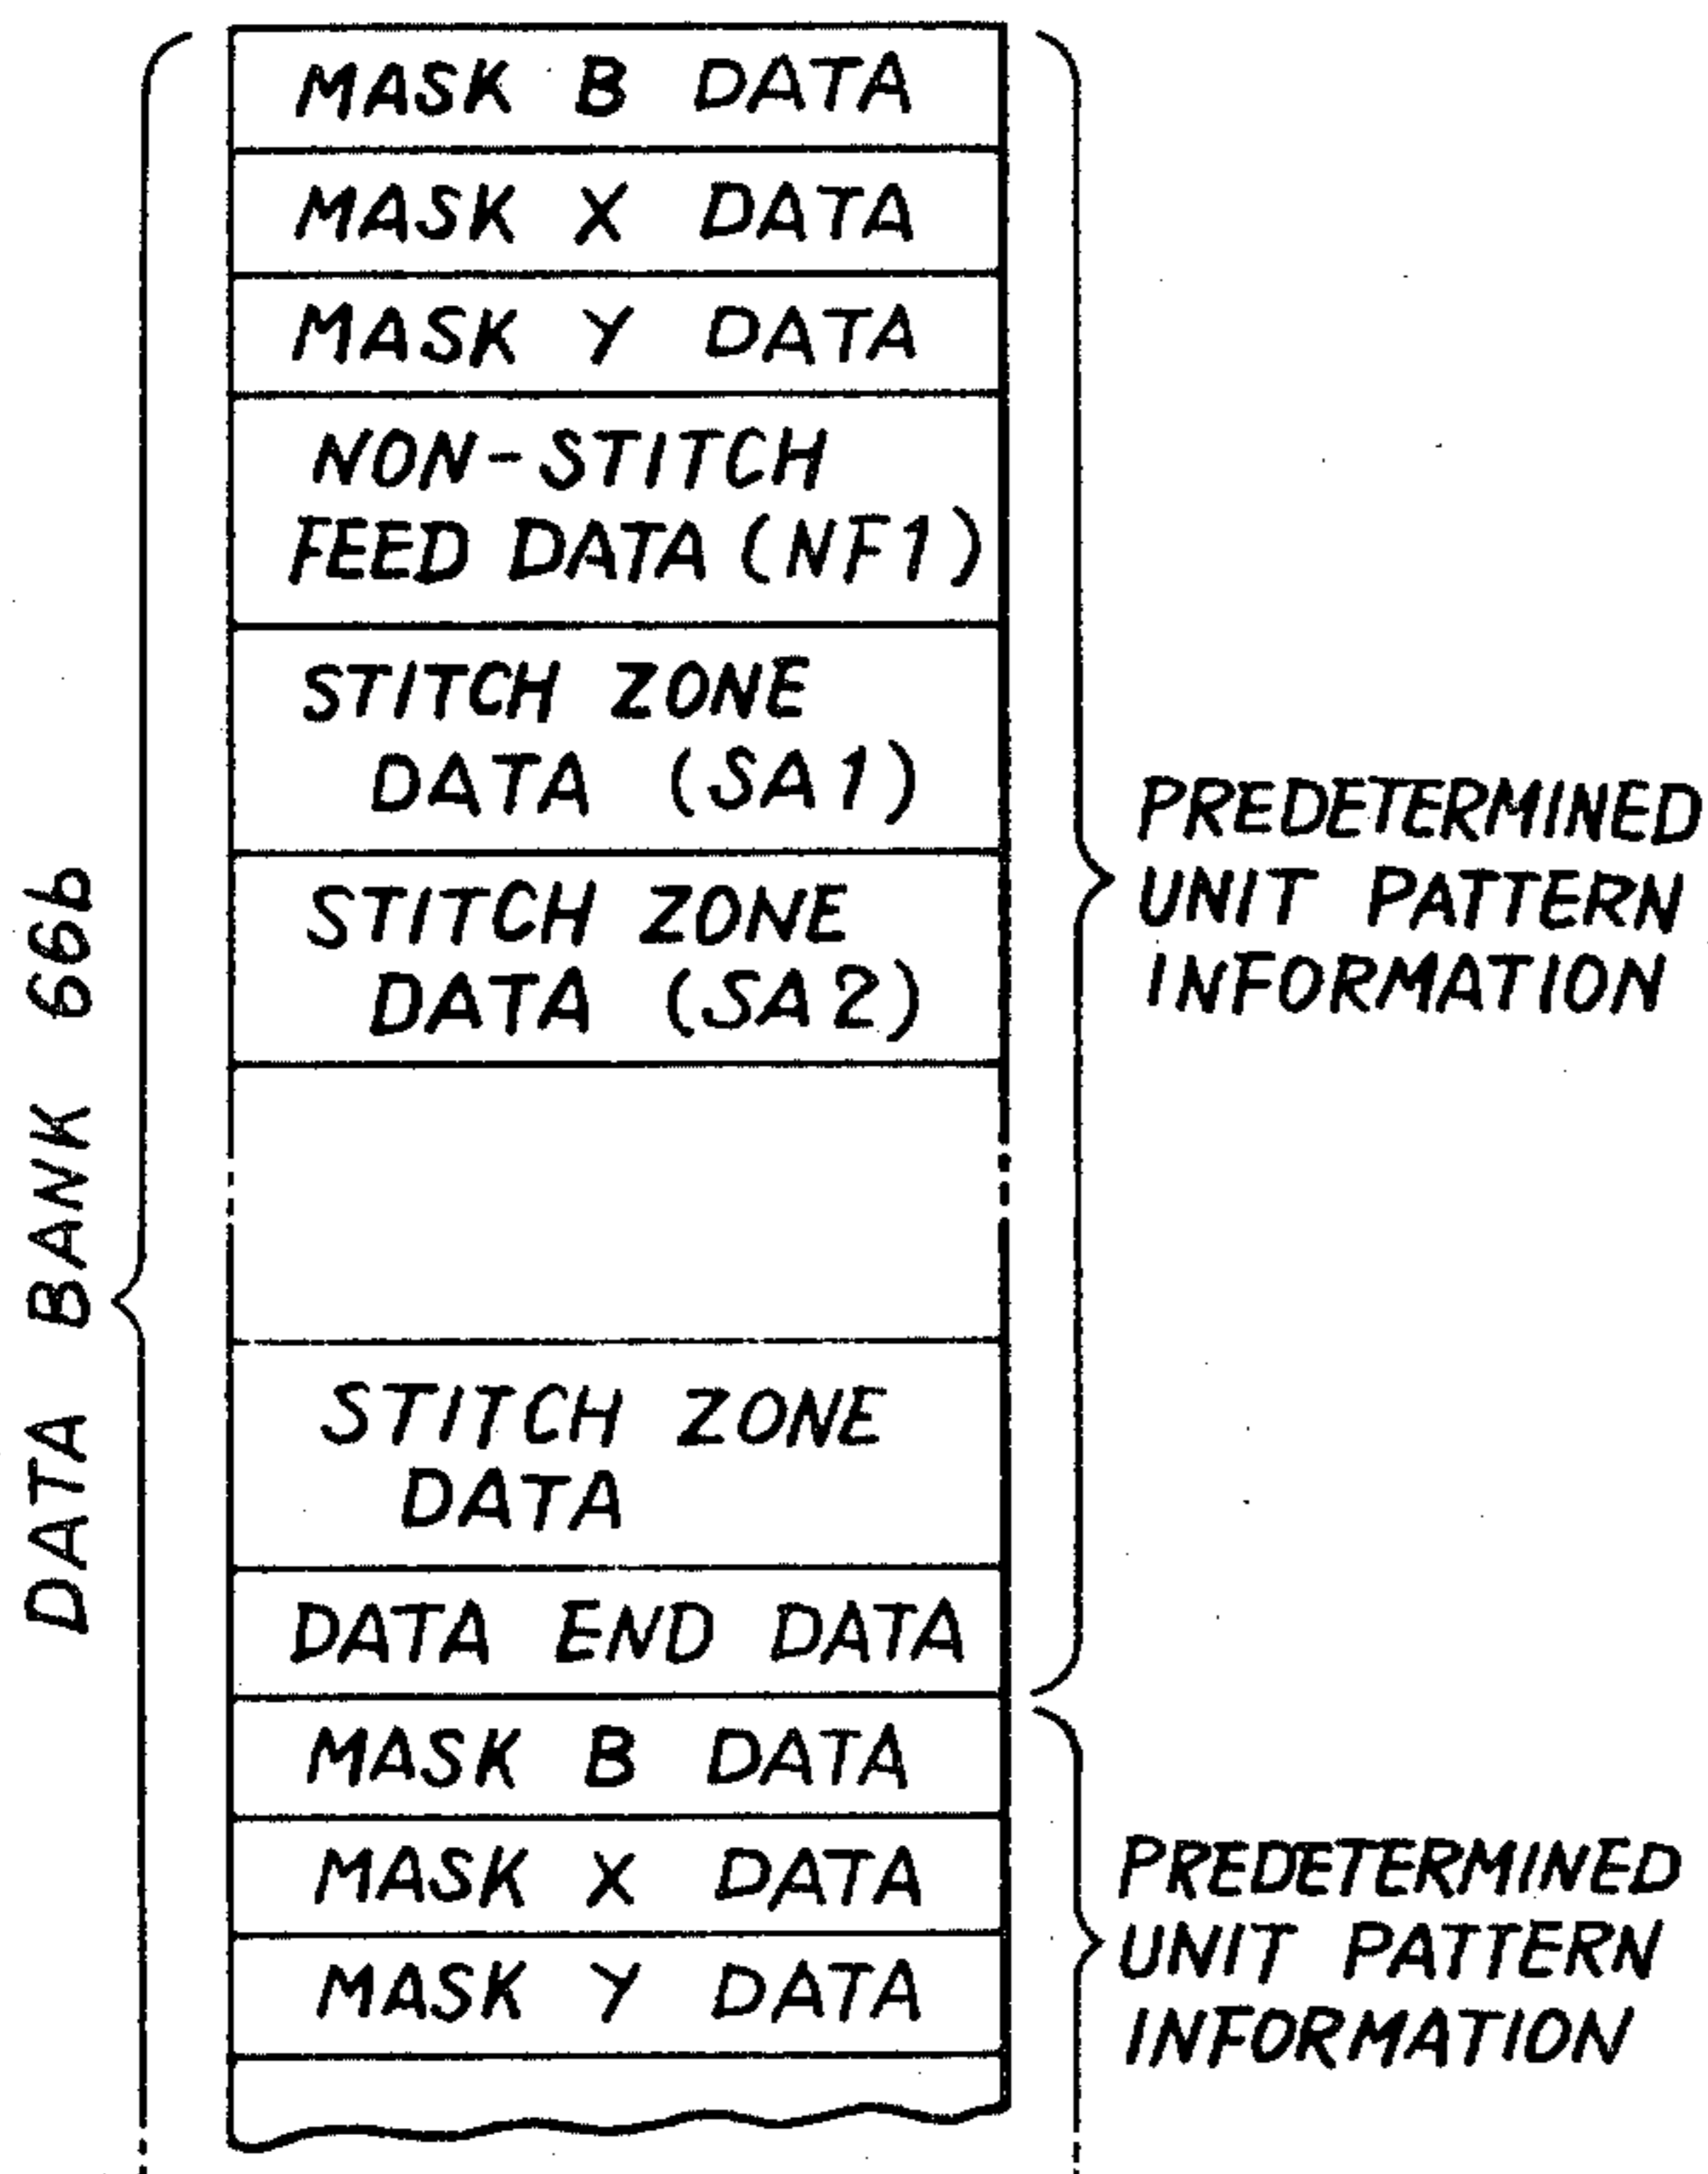 DATA BANK 66b
MASK B DATA
MASK X DATA
MASK Y DATA
NON-STITCH
FEED DATA (NF1)
STITCH ZONE
DATA (SA1)
STITCH ZONE
DATA (SA2)
STITCH ZONE
DATA
DATA END DATA
PREDETERMINED
UNIT PATTERN
INFORMATION
MASK B DATA
MASK X DATA
MASK Y DATA
PREDETERMINED
UNIT PATTERN
INFORMATION